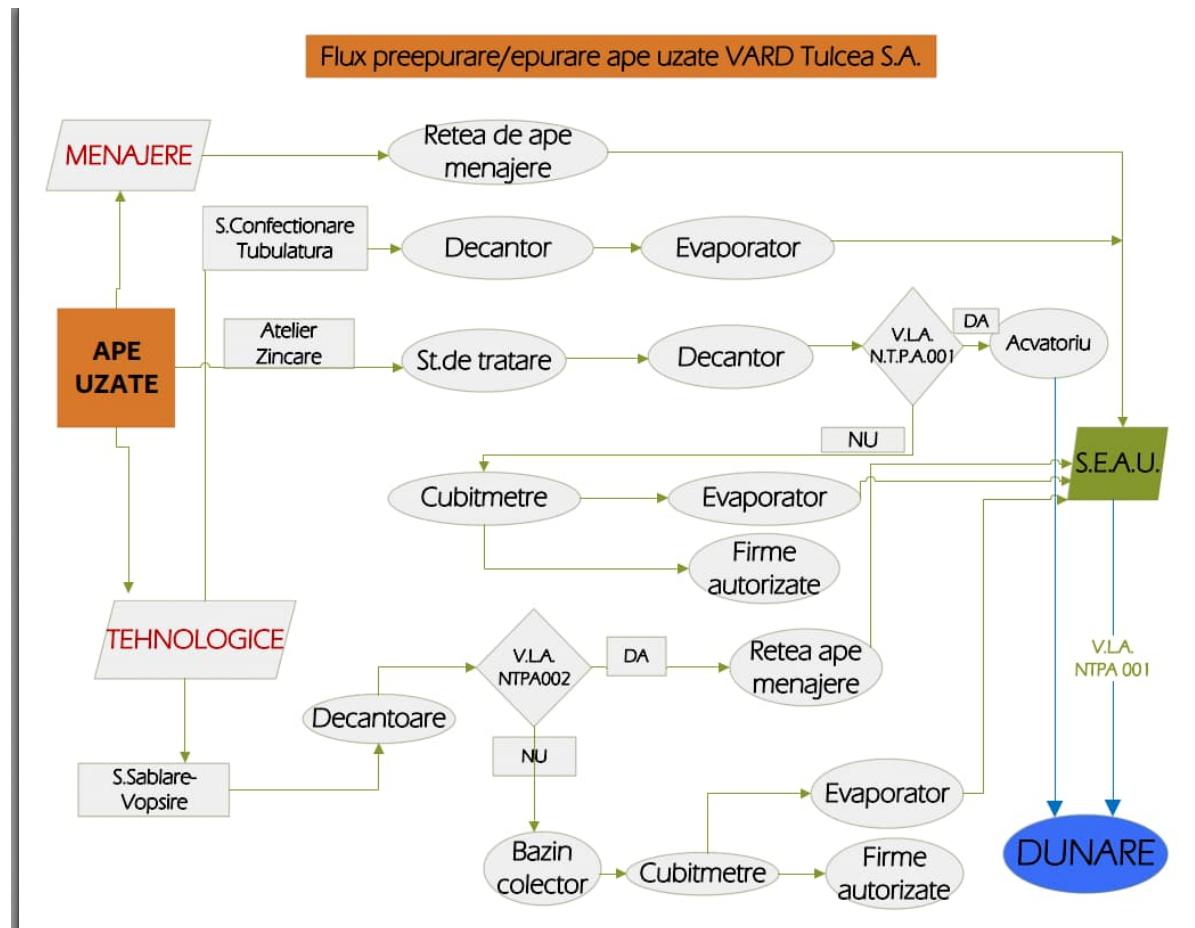 Flux preepurare/epurare ape uzate VARD Tulcea S.A.
MENAJERE
Retea de ape
menajere
S.Confectionare
Tubulatura
Decantor
Evaporator
APE
UZATE
Atelier
Zincare
St.de tratare
Decantor
V.L.A.
N.T.P.A.001
DA
Acvatoriu
NU
S.E.A.U.
Cubitmetre
Evaporator
Firme
autorizate
TEHNOLOGICE
V.L.A.
NTPA002
DA
Retea ape
menajere
V.L.A.
NTPA 001
Decantoare
NU
S.Sablare-
Vopsire
Evaporator
Bazin
colector
Cubitmetre
Firme
autorizate
DUNARE